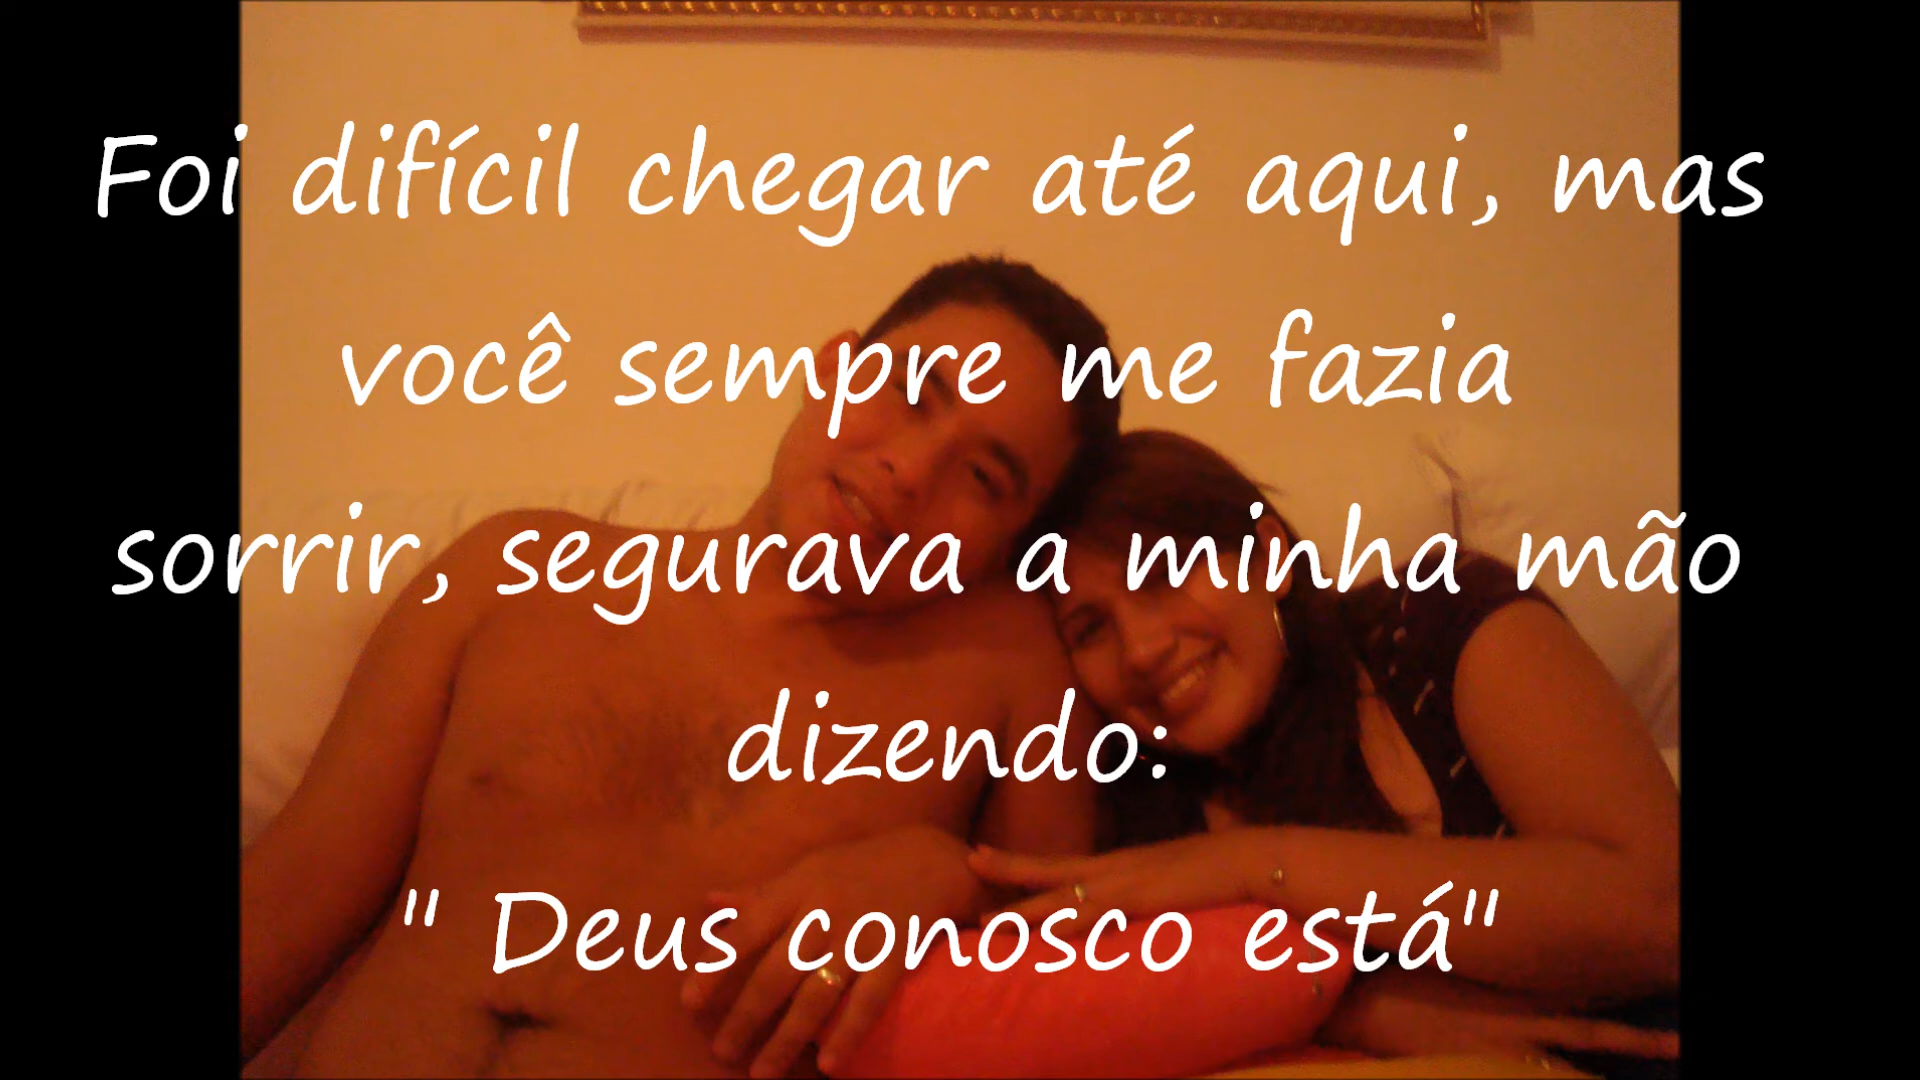 Foi difícil chegar até aqui, mas
você sempre me fazia
sorrir, segurava a minha mão
dizendo:
" Deus conosco está"